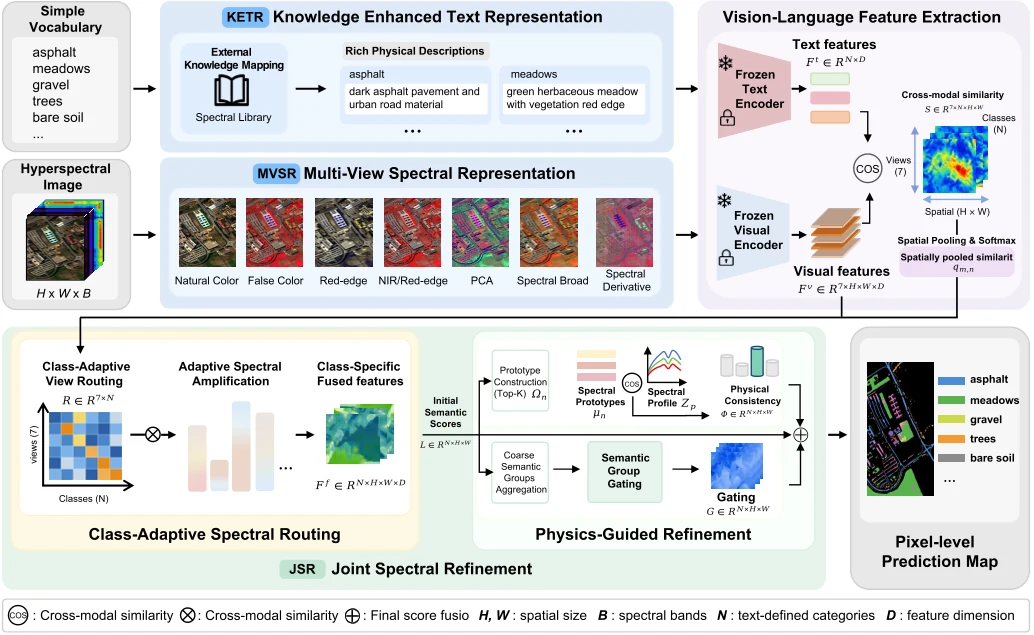 Simple
Vocabulary
asphalt
meadows
gravel
trees
bare soil
...
KETR Knowledge Enhanced Text Representation
External
Knowledge Mapping
Spectral Library
Rich Physical Descriptions
asphalt
dark asphalt pavement and
urban road material
...
meadows
green herbaceous meadow
with vegetation red edge
...
Hyperspectral
Image
H x W x B
MVSR Multi-View Spectral Representation
Natural Color
False Color
Red-edge
NIR/Red-edge
PCA
Spectral Broad
Spectral
Derivative
Vision-Language Feature Extraction
Frozen
Text
Encoder
Text features
Fᵗ ∈ R^{N×D}
COS
Cross-modal similarity
S ∈ R^{7×N×H×W}
Classes
(N)
Views
(7)
Spatial (H × W)
Frozen
Visual
Encoder
Visual features
Fᵛ ∈ R^{7×H×W×D}
Spatial Pooling & Softmax
Spatially pooled similarit
q_{m,n}
Class-Adaptive
View Routing
R ∈ R^{7×N}
views (7)
Classes (N)
Adaptive Spectral
Amplification
...
Class-Specific
Fused features
F^f ∈ R^{N×H×W×D}
Class-Adaptive Spectral Routing
Initial
Semantic
Scores
L ∈ R^{N×H×W}
Prototype
Construction
(Top-K) Ω_n
Spectral
Prototypes
μ_n
COS
Spectral
Profile Z_p
Physical
Consistency
Φ ∈ R^{N×H×W}
Coarse
Semantic
Groups
Aggregation
Semantic
Group
Gating
Gating
G ∈ R^{N×H×W}
Physics-Guided Refinement
JSR Joint Spectral Refinement
asphalt
meadows
gravel
trees
bare soil
...
Pixel-level
Prediction Map
COS : Cross-modal similarity ⊗ : Cross-modal similarity ⊕ : Final score fusio H, W : spatial size B : spectral bands N : text-defined categories D : feature dimension